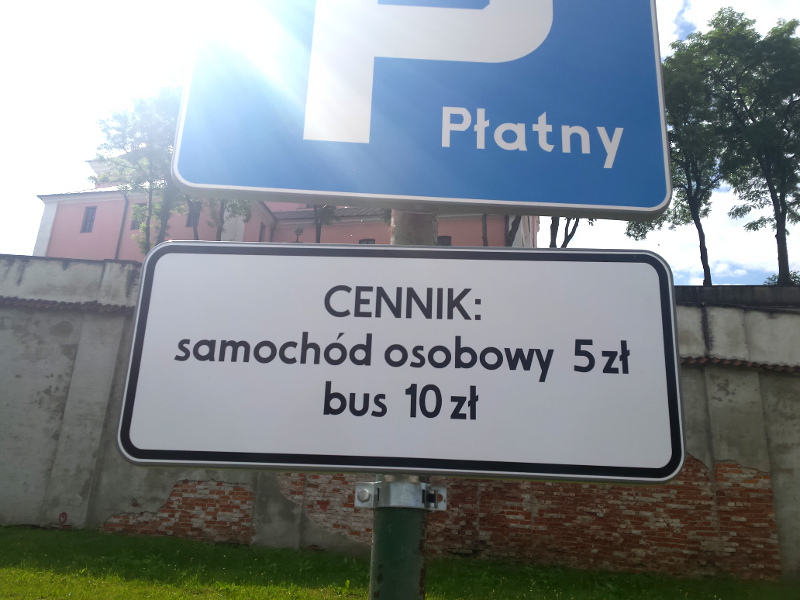 P
Płatny
CENNIK:
samochód osobowy 5 zł
bus 10 zł